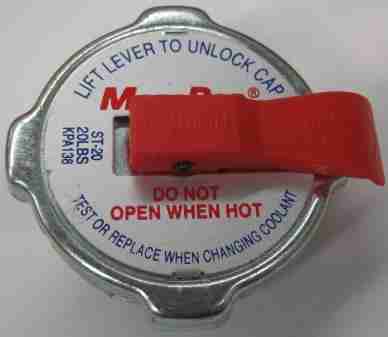 LIFT LEVER TO UNLOCK CAP
ST-20
20LBS
KPA138
DO NOT
OPEN WHEN HOT
TEST OR REPLACE WHEN CHANGING COOLANT